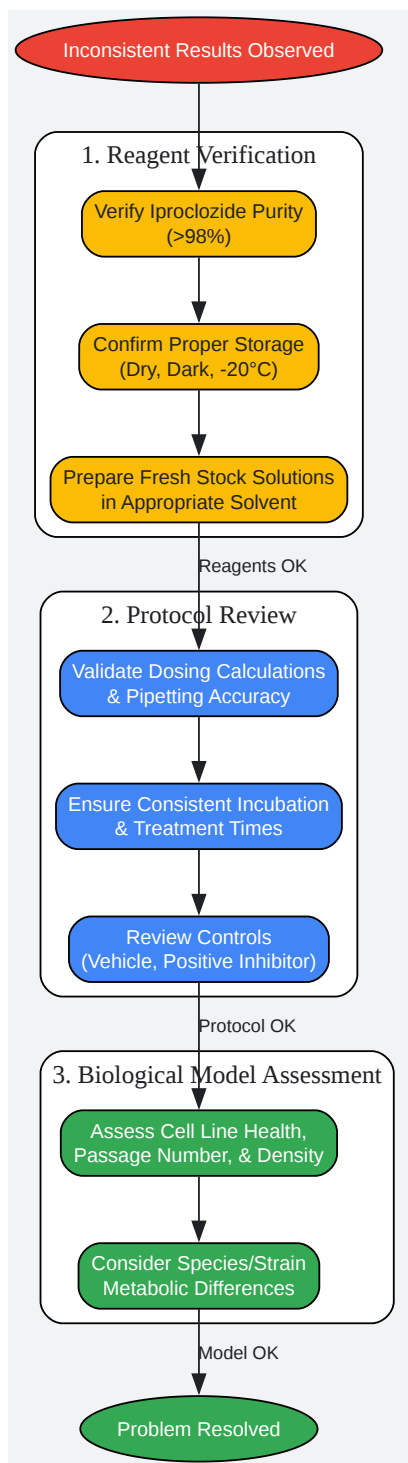 Inconsistent Results Observed
1. Reagent Verification
Verify Iproclozide Purity
(>98%)
Confirm Proper Storage
(Dry, Dark, -20°C)
Prepare Fresh Stock Solutions
in Appropriate Solvent
Reagents OK
2. Protocol Review
Validate Dosing Calculations
& Pipetting Accuracy
Ensure Consistent Incubation
& Treatment Times
Review Controls
(Vehicle, Positive Inhibitor)
Protocol OK
3. Biological Model Assessment
Assess Cell Line Health,
Passage Number, & Density
Consider Species/Strain
Metabolic Differences
Model OK
Problem Resolved